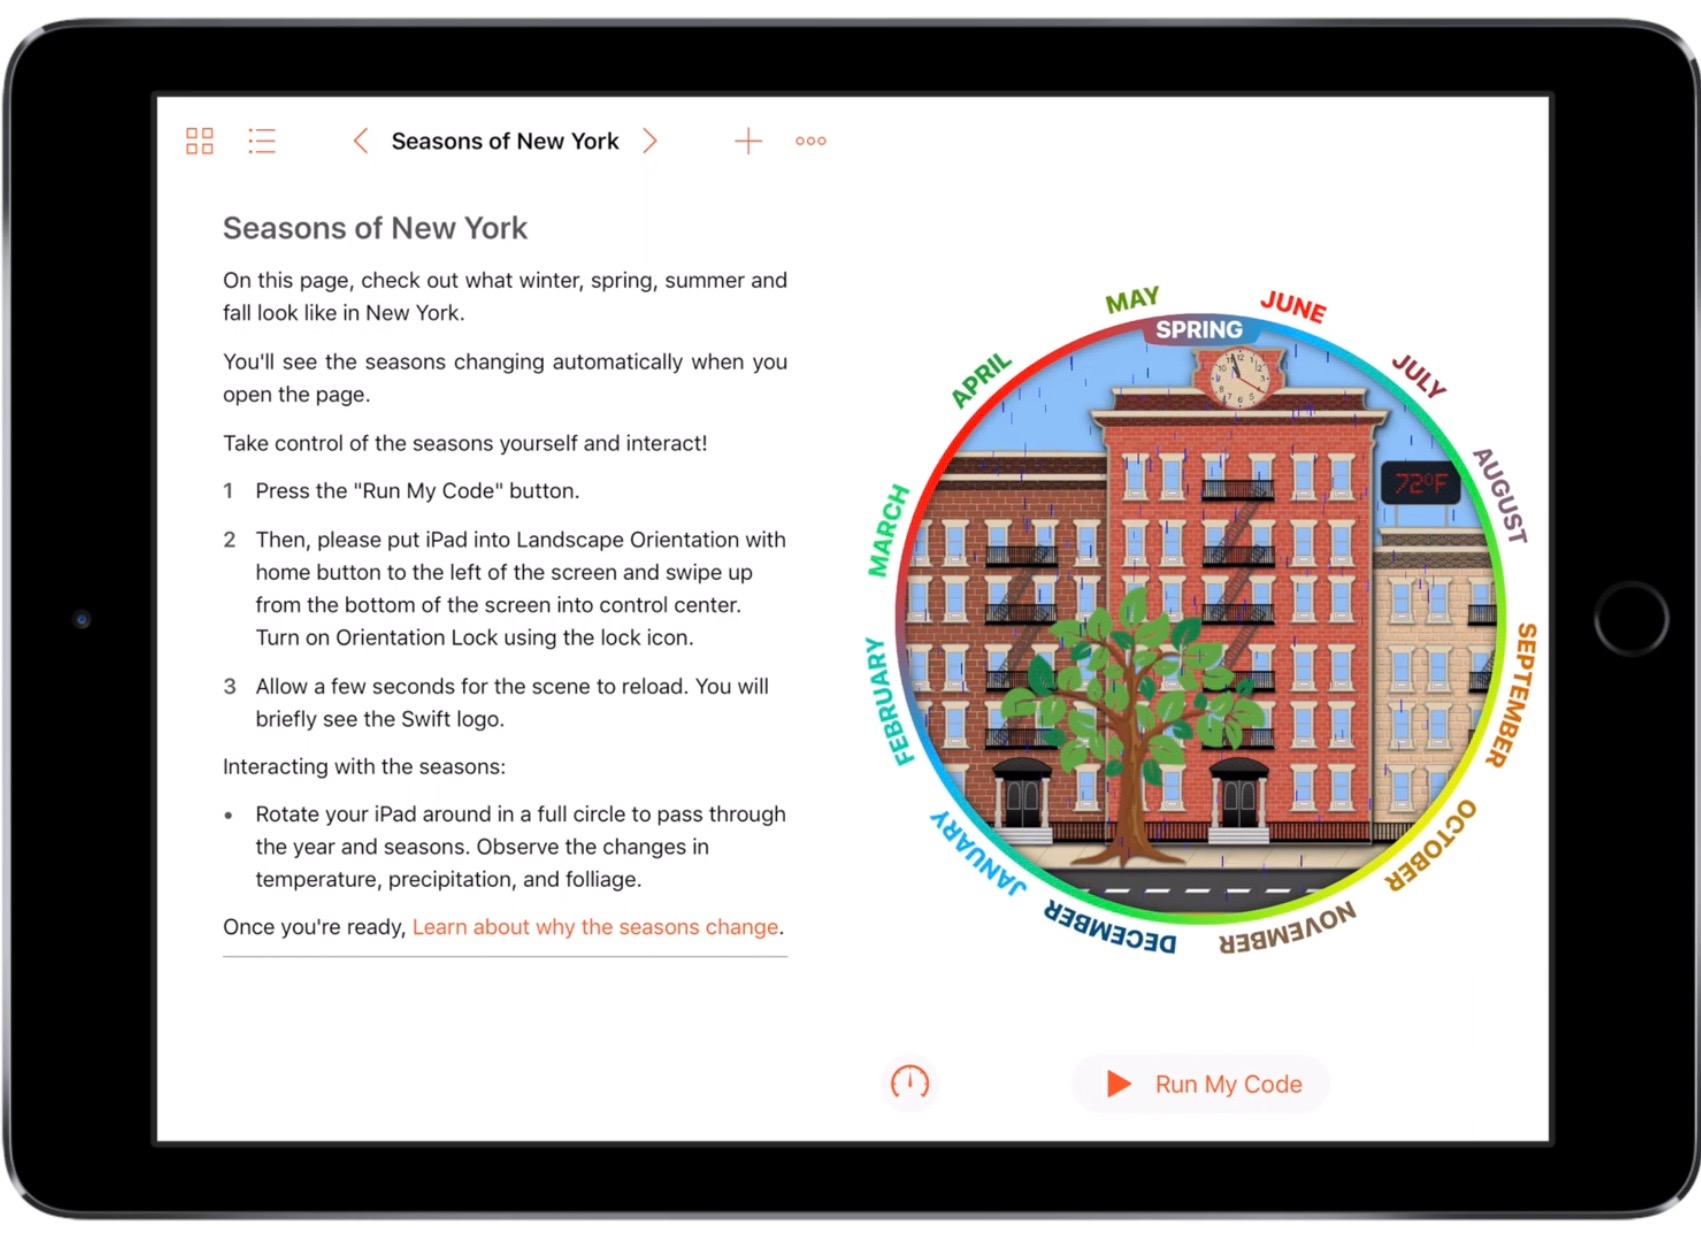 Seasons of New York
Seasons of New York
On this page, check out what winter, spring, summer and
fall look like in New York.
You'll see the seasons changing automatically when you
open the page.
Take control of the seasons yourself and interact!
1 Press the "Run My Code" button.
2 Then, please put iPad into Landscape Orientation with
home button to the left of the screen and swipe up
from the bottom of the screen into control center.
Turn on Orientation Lock using the lock icon.
3 Allow a few seconds for the scene to reload. You will
briefly see the Swift logo.
Interacting with the seasons:
• Rotate your iPad around in a full circle to pass through
the year and seasons. Observe the changes in
temperature, precipitation, and folliage.
Once you're ready, Learn about why the seasons change.
SPRING
JANUARY
FEBRUARY
MARCH
APRIL
MAY
JUNE
JULY
AUGUST
SEPTEMBER
OCTOBER
NOVEMBER
DECEMBER
72°F
Run My Code